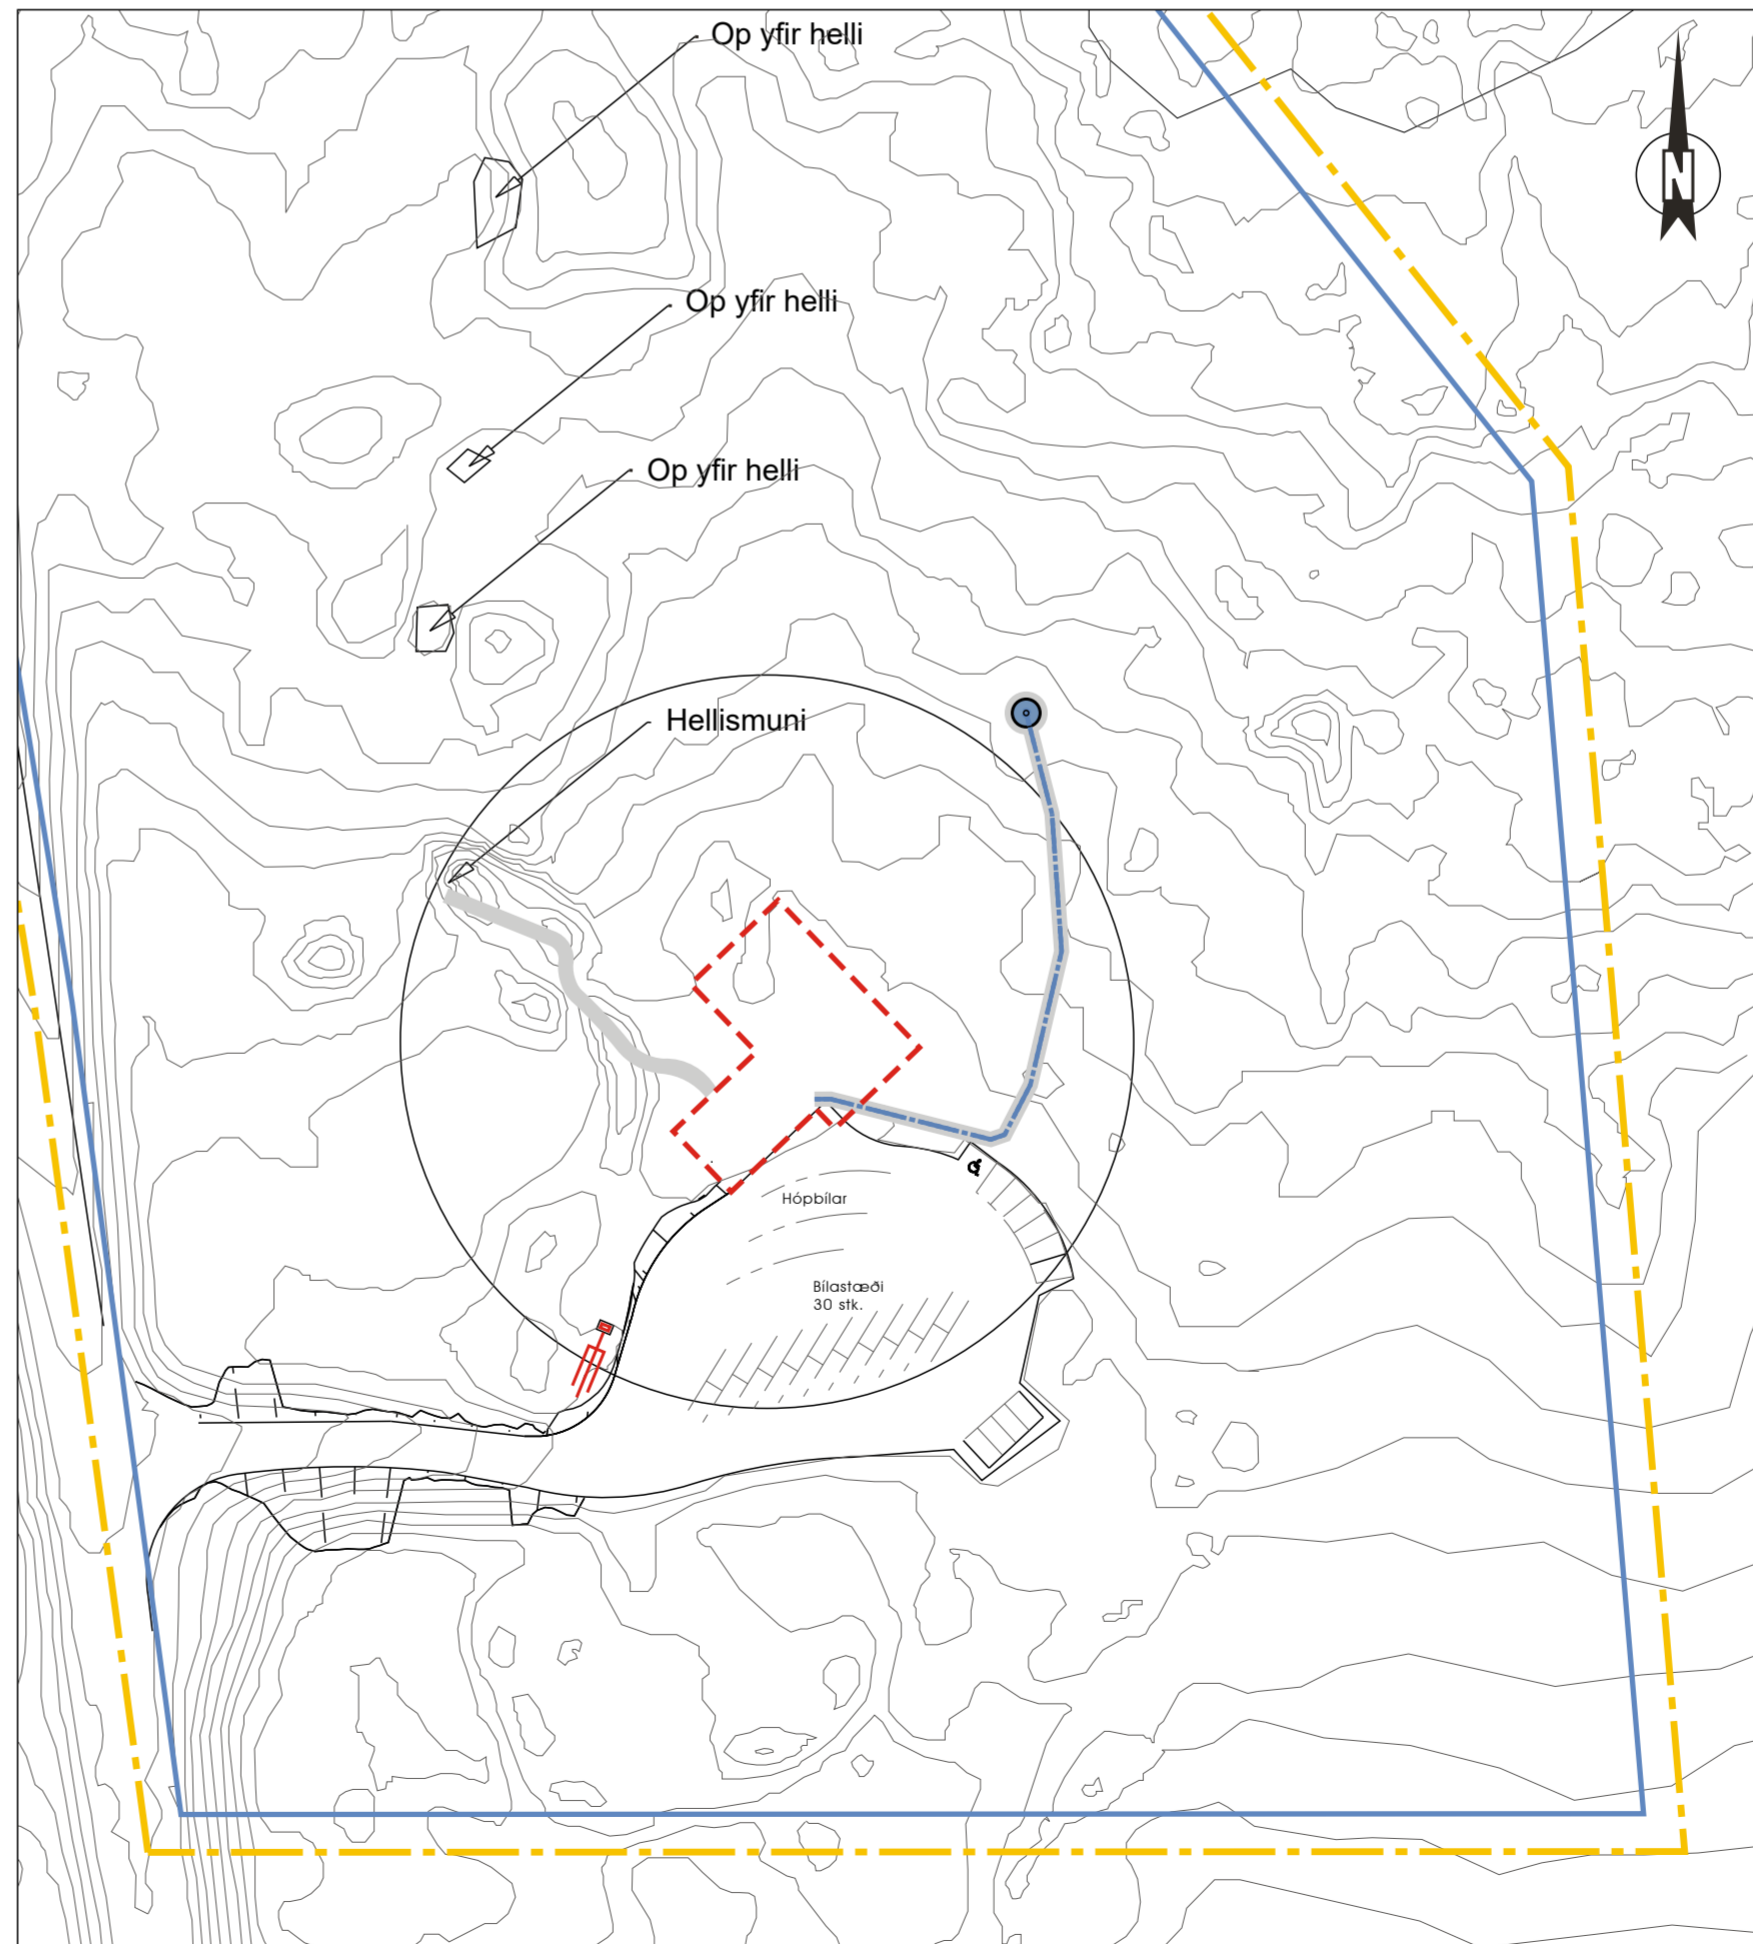 Op yfir helli
N
Op yfir helli
Op yfir helli
Hellismuni
Hópbílar
Bílastæði
30 stk.